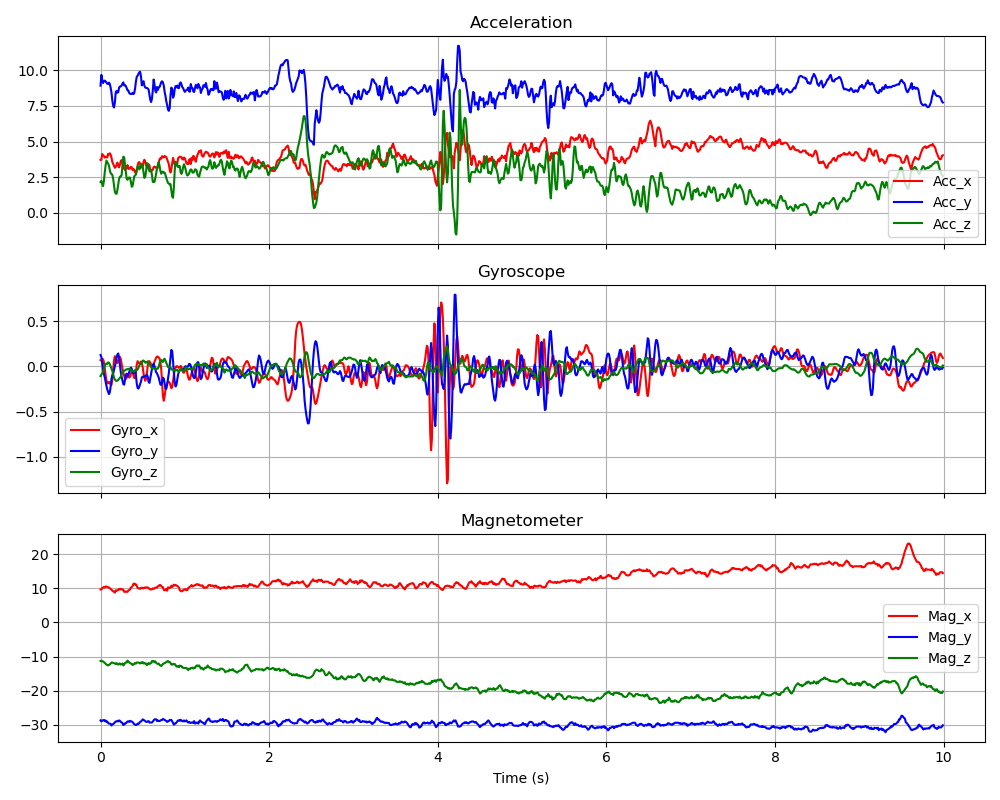 Acceleration
10.0
7.5
5.0
2.5
0.0
Acc_x
Acc_y
Acc_z
Gyroscope
0.5
0.0
−0.5
−1.0
Gyro_x
Gyro_y
Gyro_z
Magnetometer
20
10
0
−10
−20
−30
Mag_x
Mag_y
Mag_z
0 2 4 6 8 10
Time (s)